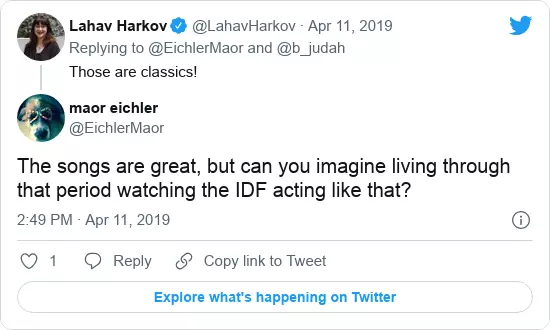 Lahav Harkov @LahavHarkov · Apr 11, 2019
Replying to @EichlerMaor and @b_judah
Those are classics!
maor eichler
@EichlerMaor
The songs are great, but can you imagine living through
that period watching the IDF acting like that?
2:49 PM · Apr 11, 2019
1 Reply Copy link to Tweet
Explore what's happening on Twitter